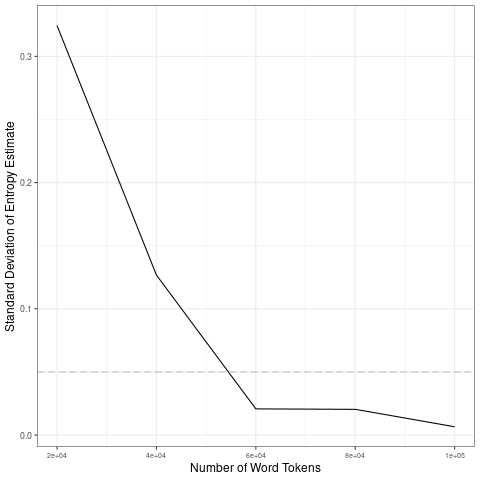 Standard Deviation of Entropy Estimate
0.3
0.2
0.1
0.0
2e+04 4e+04 6e+04 8e+04 1e+05
Number of Word Tokens